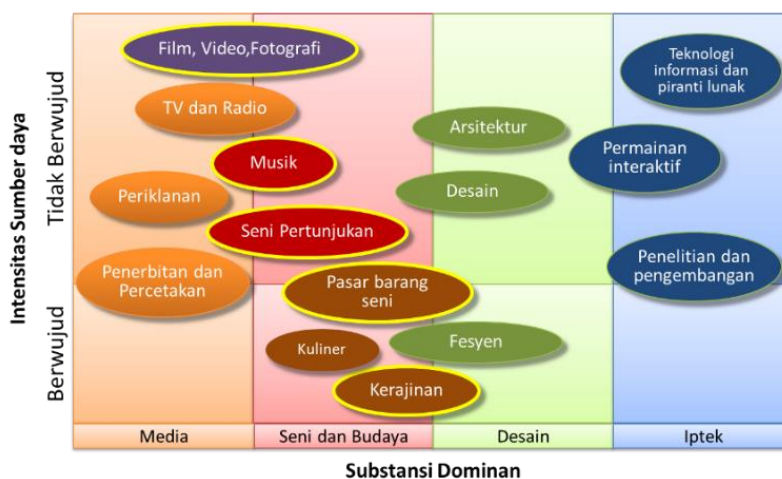 Intensitas Sumber daya
Tidak Berwujud
Berwujud
Film, Video,Fotografi
TV dan Radio
Musik
Periklanan
Seni Pertunjukan
Penerbitan dan
Percetakan
Pasar barang
seni
Kuliner
Kerajinan
Arsitektur
Desain
Fesyen
Teknologi
informasi dan
piranti lunak
Permainan
interaktif
Penelitian dan
pengembangan
Media
Seni dan Budaya
Desain
Iptek
Substansi Dominan